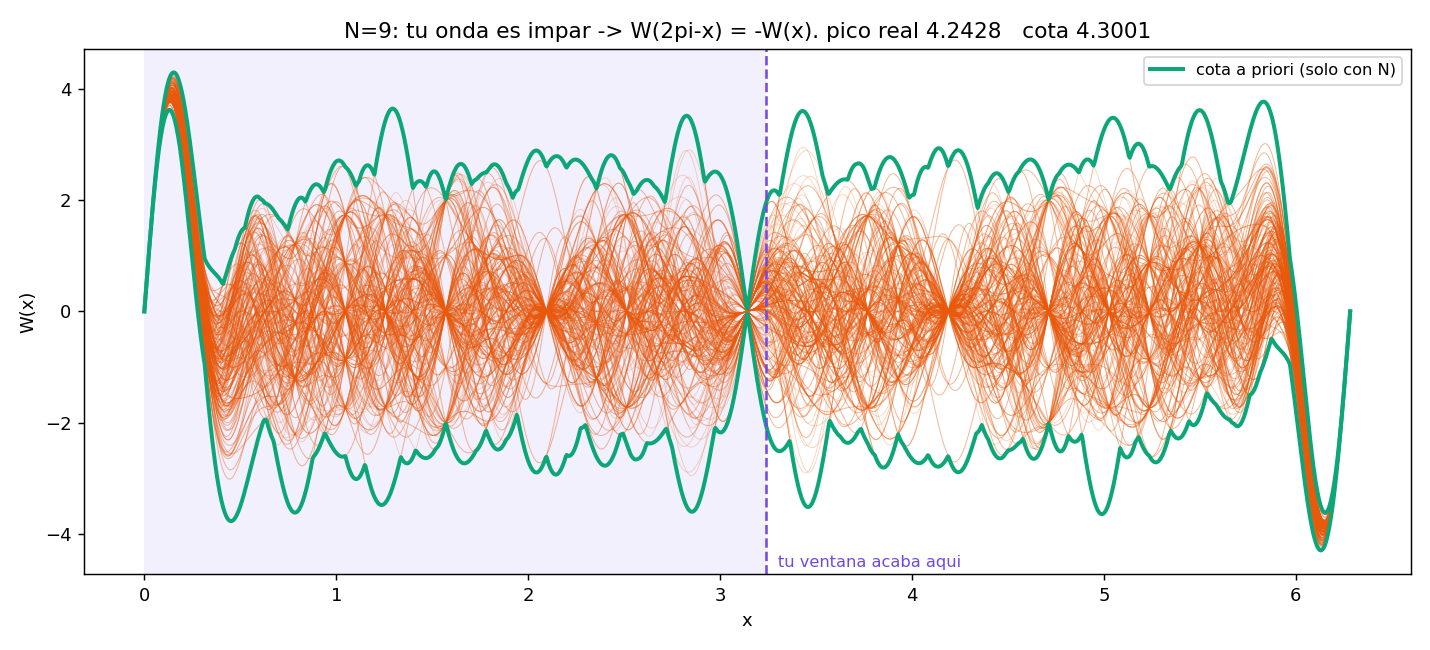 N=9: tu onda es impar -> W(2pi-x) = -W(x). pico real 4.2428   cota 4.3001
cota a priori (solo con N)
4
2
0
−2
−4
W(x)
tu ventana acaba aqui
0 1 2 3 4 5 6
x